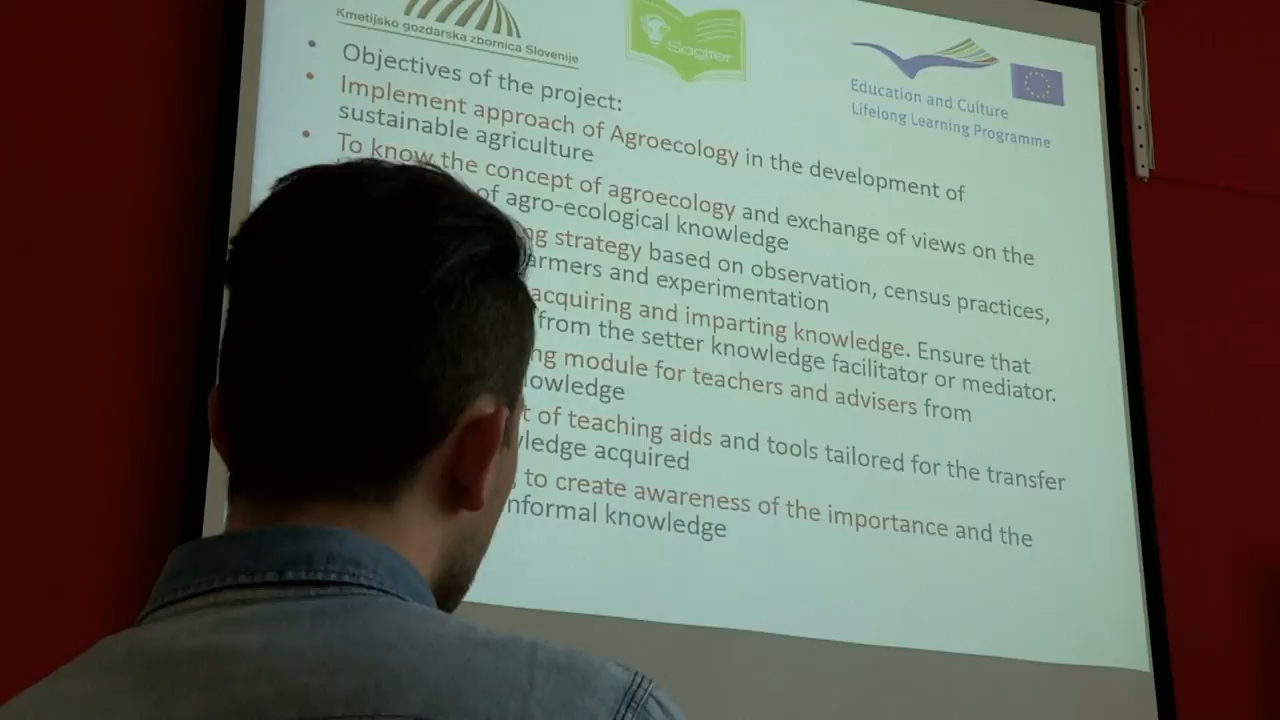 Kmetijsko gozdarska zbornica Slovenije
Sagiter
Education and Culture
Lifelong Learning Programme
• Objectives of the project:
• Implement approach of Agroecology in the development of
sustainable agriculture
• To know the concept of agroecology and exchange of views on the
of agro-ecological knowledge
strategy based on observation, census practices,
and experimentation
acquiring and imparting knowledge. Ensure that
from the setter knowledge facilitator or mediator.
module for teachers and advisers from
of teaching aids and tools tailored for the transfer
acquired
to create awareness of the importance and the
informal knowledge